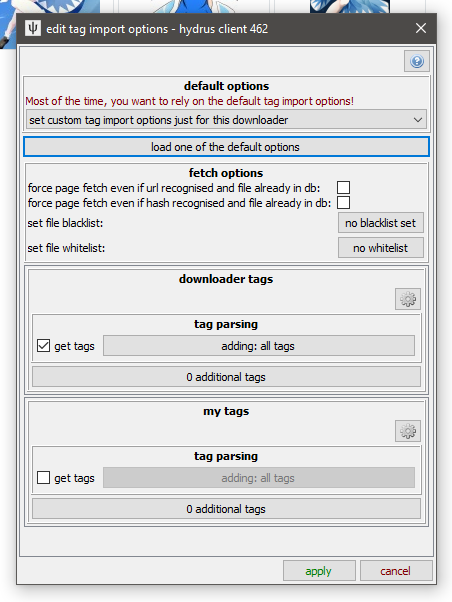 edit tag import options - hydrus client 462
default options
Most of the time, you want to rely on the default tag import options!
set custom tag import options just for this downloader
load one of the default options
fetch options
force page fetch even if url recognised and file already in db:
force page fetch even if hash recognised and file already in db:
set file blacklist: no blacklist set
set file whitelist: no whitelist
downloader tags
tag parsing
get tags adding: all tags
0 additional tags
my tags
tag parsing
get tags adding: all tags
0 additional tags
apply cancel